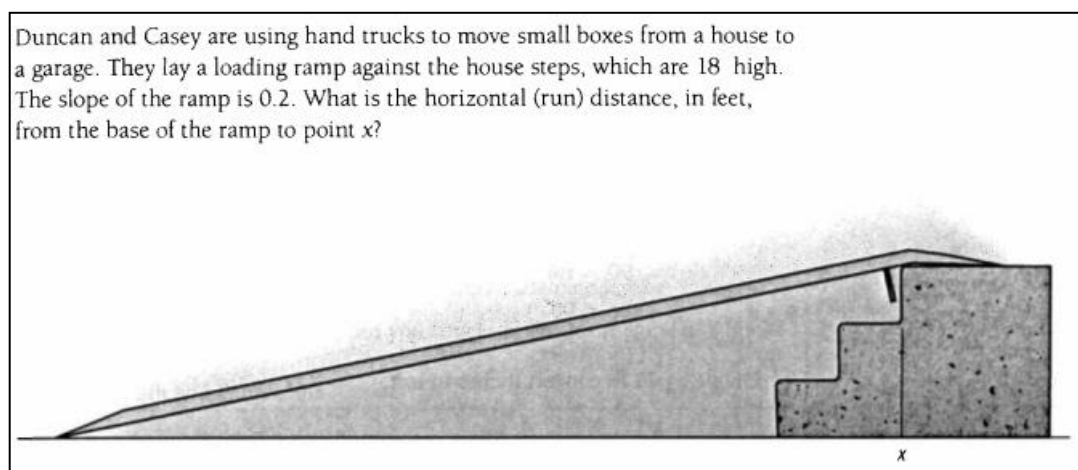 Duncan and Casey are using hand trucks to move small boxes from a house to
a garage. They lay a loading ramp against the house steps, which are 18 high.
The slope of the ramp is 0.2. What is the horizontal (run) distance, in feet,
from the base of the ramp to point x?
x